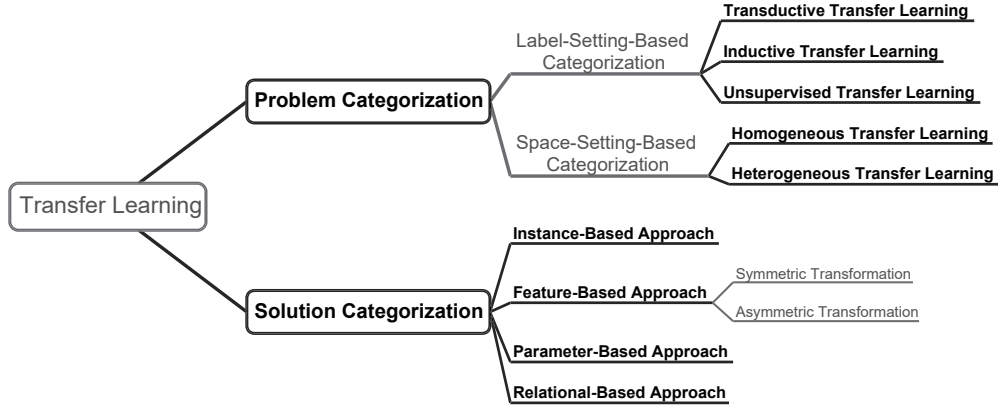 Transfer Learning
Problem Categorization
Label-Setting-Based
Categorization
Transductive Transfer Learning
Inductive Transfer Learning
Unsupervised Transfer Learning
Space-Setting-Based
Categorization
Homogeneous Transfer Learning
Heterogeneous Transfer Learning
Solution Categorization
Instance-Based Approach
Feature-Based Approach
Symmetric Transformation
Asymmetric Transformation
Parameter-Based Approach
Relational-Based Approach